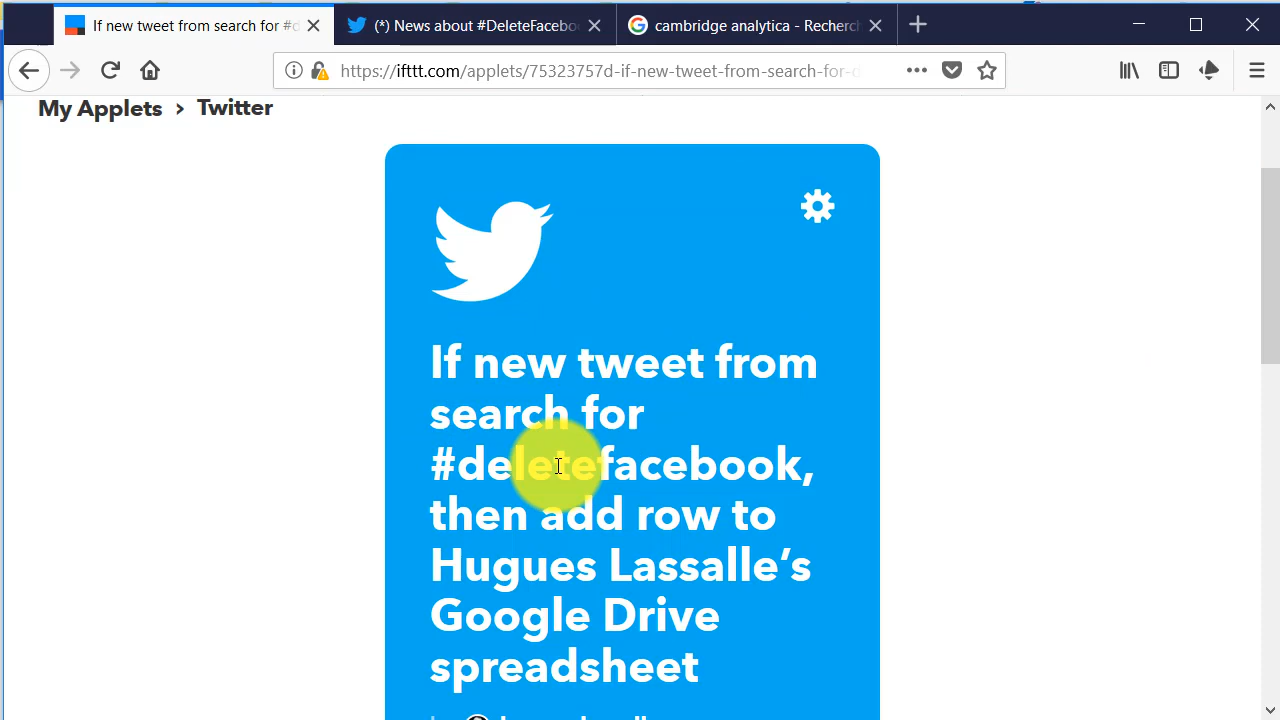 If new tweet from search for #d
(*) News about #DeleteFacebo
cambridge analytica - Recherch
https://ifttt.com/applets/75323757d-if-new-tweet-from-search-for-d
My Applets > Twitter
If new tweet from
search for
#deletefacebook,
then add row to
Hugues Lassalle’s
Google Drive
spreadsheet